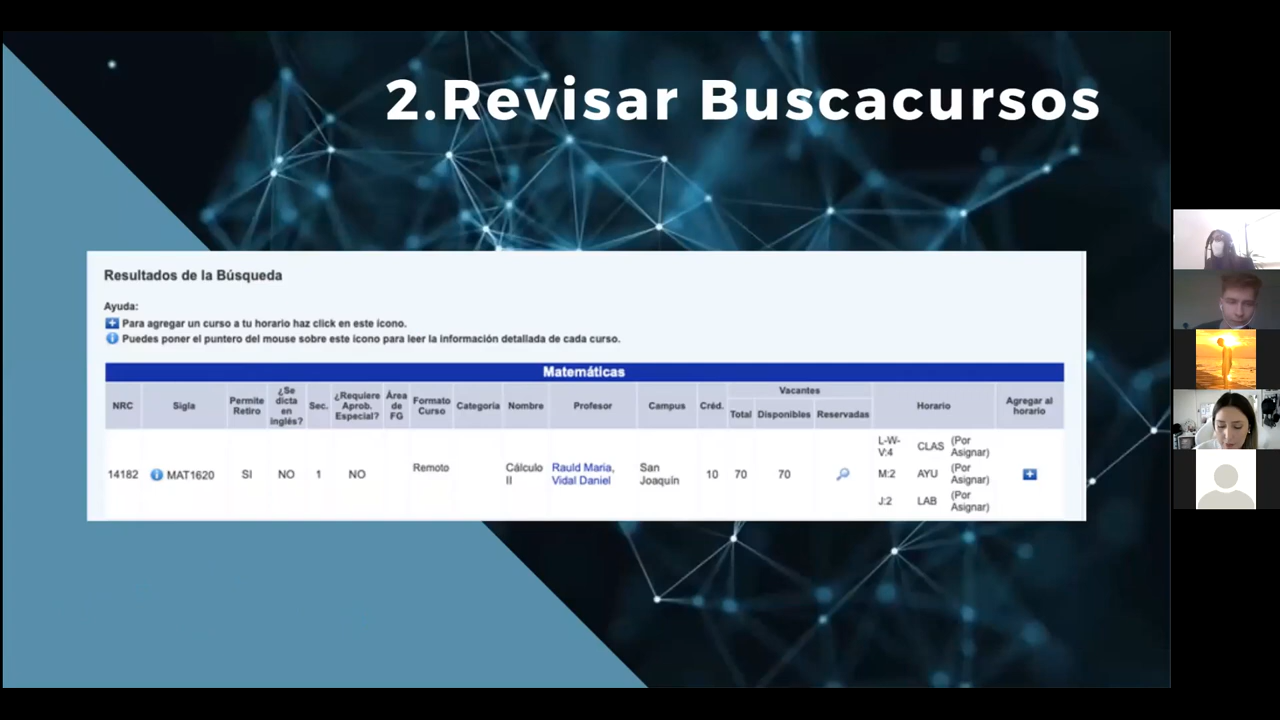 2.Revisar Buscacursos
Resultados de la Búsqueda
Ayuda:
Para agregar un curso a tu horario haz click en este ícono.
Puedes poner el puntero del mouse sobre este icono para leer la información detallada de cada curso.
Matemáticas
NRC Sigla Permite Retiro ¿Se dicta en inglés? Sec. ¿Requiere Aprob. Especial? Área de FG Formato Curso Categoria Nombre Profesor Campus Créd. Vacantes Total Disponibles Reservadas Horario Agregar al horario
14182 MAT1620 SI NO 1 NO Remoto Cálculo II Rauld Maria, Vidal Daniel San Joaquín 10 70 70
L-W-V:4 CLAS (Por Asignar)
M:2 AYU (Por Asignar)
J:2 LAB (Por Asignar)